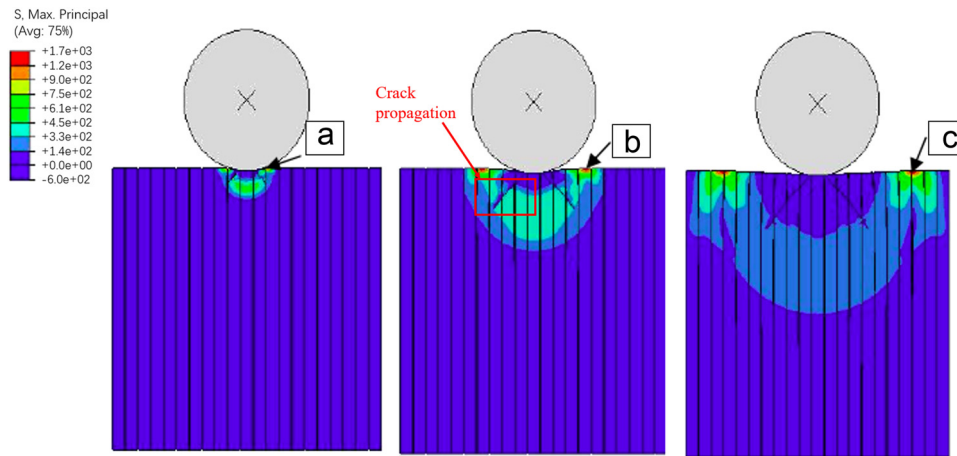 S, Max. Principal
(Avg: 75%)
+1.7e+03
+1.2e+03
+9.0e+02
+7.5e+02
+6.1e+02
+4.5e+02
+3.3e+02
+1.4e+02
+0.0e+00
-6.0e+02
a
Crack
propagation
b
c